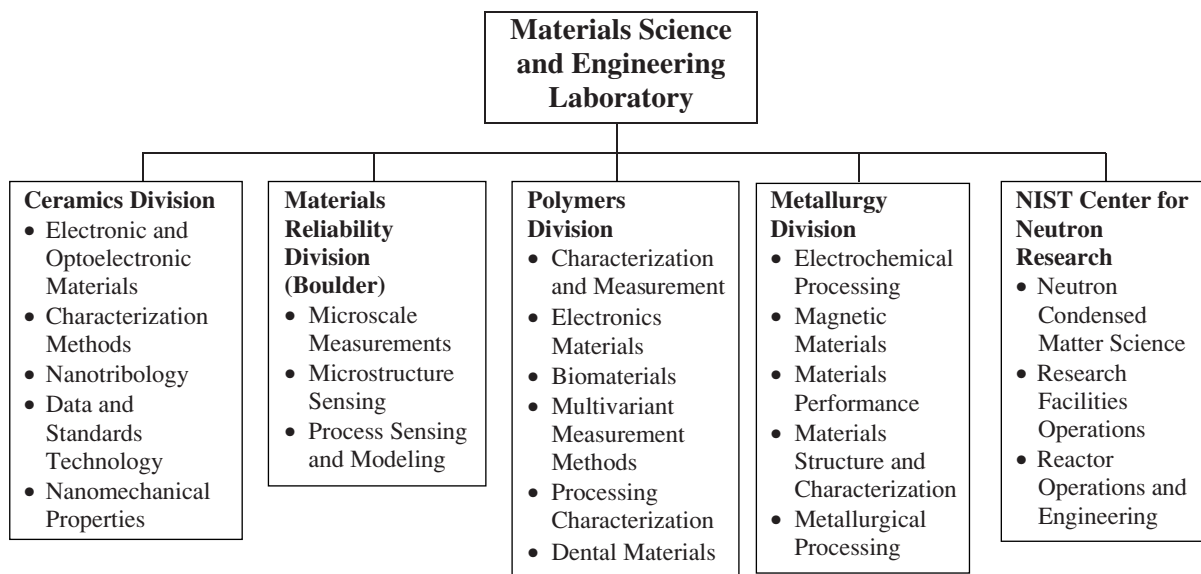 Materials Science
and Engineering
Laboratory
Ceramics Division
• Electronic and
Optoelectronic
Materials
• Characterization
Methods
• Nanotribology
• Data and
Standards
Technology
• Nanomechanical
Properties
Materials
Reliability
Division
(Boulder)
• Microscale
Measurements
• Microstructure
Sensing
• Process Sensing
and Modeling
Polymers
Division
• Characterization
and Measurement
• Electronics
Materials
• Biomaterials
• Multivariant
Measurement
Methods
• Processing
Characterization
• Dental Materials
Metallurgy
Division
• Electrochemical
Processing
• Magnetic
Materials
• Materials
Performance
• Materials
Structure and
Characterization
• Metallurgical
Processing
NIST Center for
Neutron
Research
• Neutron
Condensed
Matter Science
• Research
Facilities
Operations
• Reactor
Operations and
Engineering